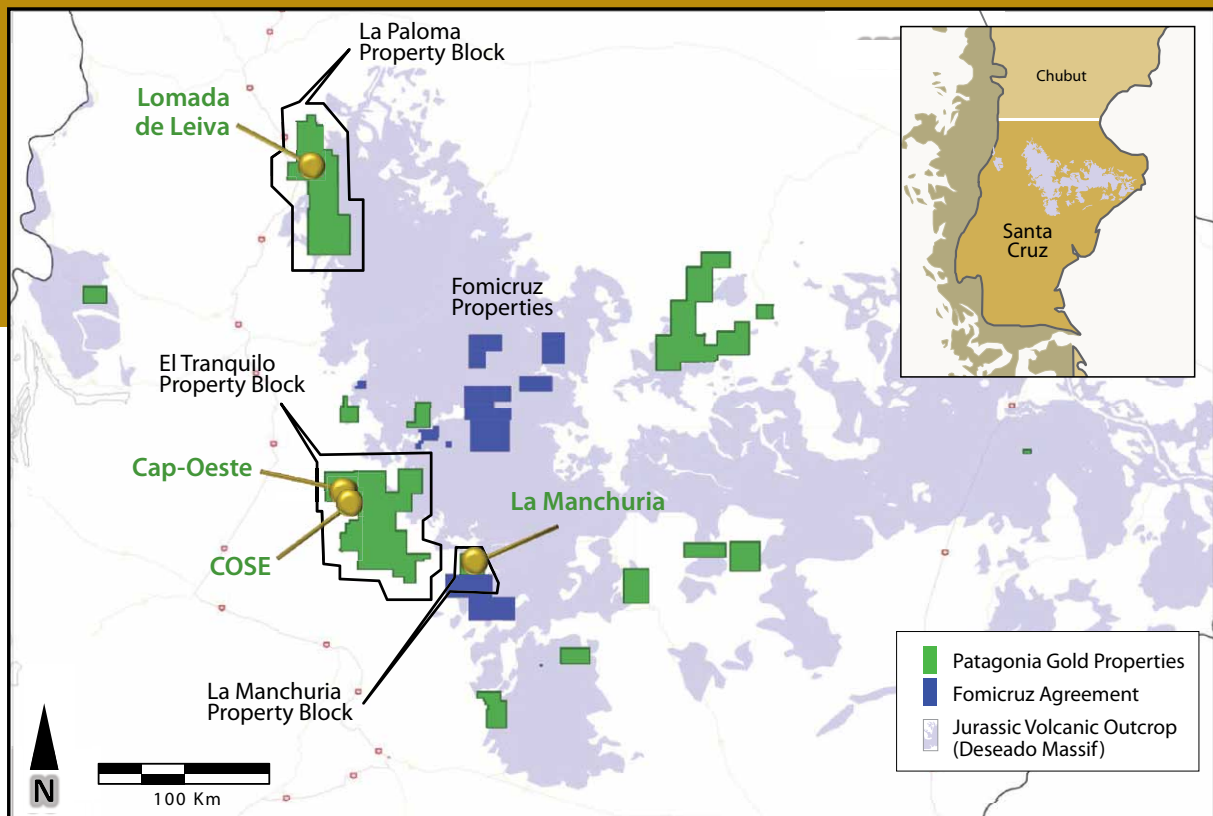 La Paloma
Property Block
Lomada
de Leiva
Chubut
Santa
Cruz
Fomicruz
Properties
El Tranquilo
Property Block
Cap-Oeste
La Manchuria
COSE
La Manchuria
Property Block
Patagonia Gold Properties
Fomicruz Agreement
Jurassic Volcanic Outcrop
(Deseado Massif)
N
100 Km